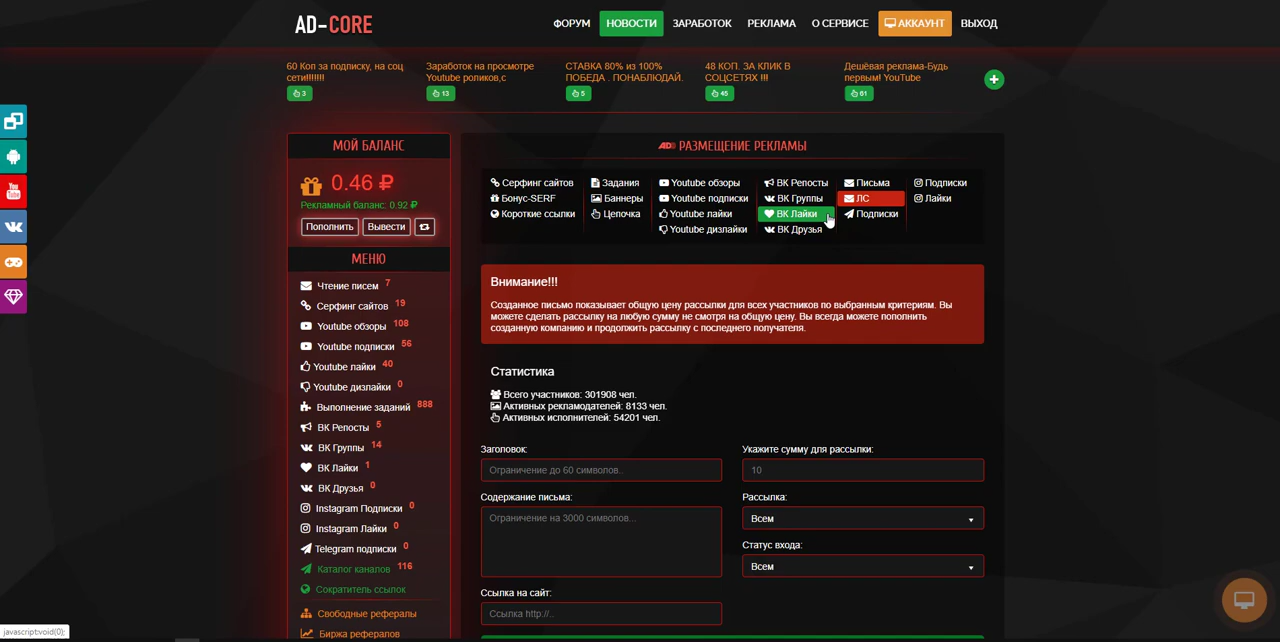 AD-CORE
ФОРУМ НОВОСТИ ЗАРАБОТОК РЕКЛАМА О СЕРВИСЕ АККАУНТ ВЫХОД
60 Коп за подписку, на соц
сети!!!!!!!
3
Заработок на просмотре
Youtube роликов,с
13
СТАВКА 80% из 100%
ПОБЕДА . ПОНАБЛЮДАЙ.
5
48 КОП. ЗА КЛИК В
СОЦСЕТЯХ !!!
45
Дешёвая реклама-Будь
первым! YouTube
61
You
Tube
МОЙ БАЛАНС
0.46 ₽
Рекламный баланс: 0.92 ₽
Пополнить Вывести
МЕНЮ
Чтение писем 7
Серфинг сайтов 19
Youtube обзоры 108
Youtube подписки 56
Youtube лайки 40
Youtube дизлайки 0
Выполнение заданий 888
ВК Репосты 5
ВК Группы 14
ВК Лайки 1
ВК Друзья 0
Instagram Подписки 0
Instagram Лайки 0
Telegram подписки 0
Каталог каналов 116
Сократитель ссылок
Свободные рефералы
Биржа рефералов
AD РАЗМЕЩЕНИЕ РЕКЛАМЫ
Серфинг сайтов Задания Youtube обзоры ВК Репосты Письма Подписки
Бонус-SERF Баннеры Youtube подписки ВК Группы ЛС Лайки
Короткие ссылки Цепочка Youtube лайки ВК Лайки Подписки
Youtube дизлайки ВК Друзья
Внимание!!!
Созданное письмо показывает общую цену рассылки для всех участников по выбранным критериям. Вы
можете сделать рассылку на любую сумму не смотря на общую цену. Вы всегда можете пополнить
созданную компанию и продолжить рассылку с последнего получателя.
Статистика
Всего участников: 301908 чел.
Активных рекламодателей: 8133 чел.
Активных исполнителей: 54201 чел.
Заголовок:
Ограничение до 60 символов..
Содержание письма:
Ограничение на 3000 символов...
Ссылка на сайт:
Ссылка http://..
Укажите сумму для рассылки:
10
Рассылка:
Всем
Статус входа:
Всем
javascript:void(0);